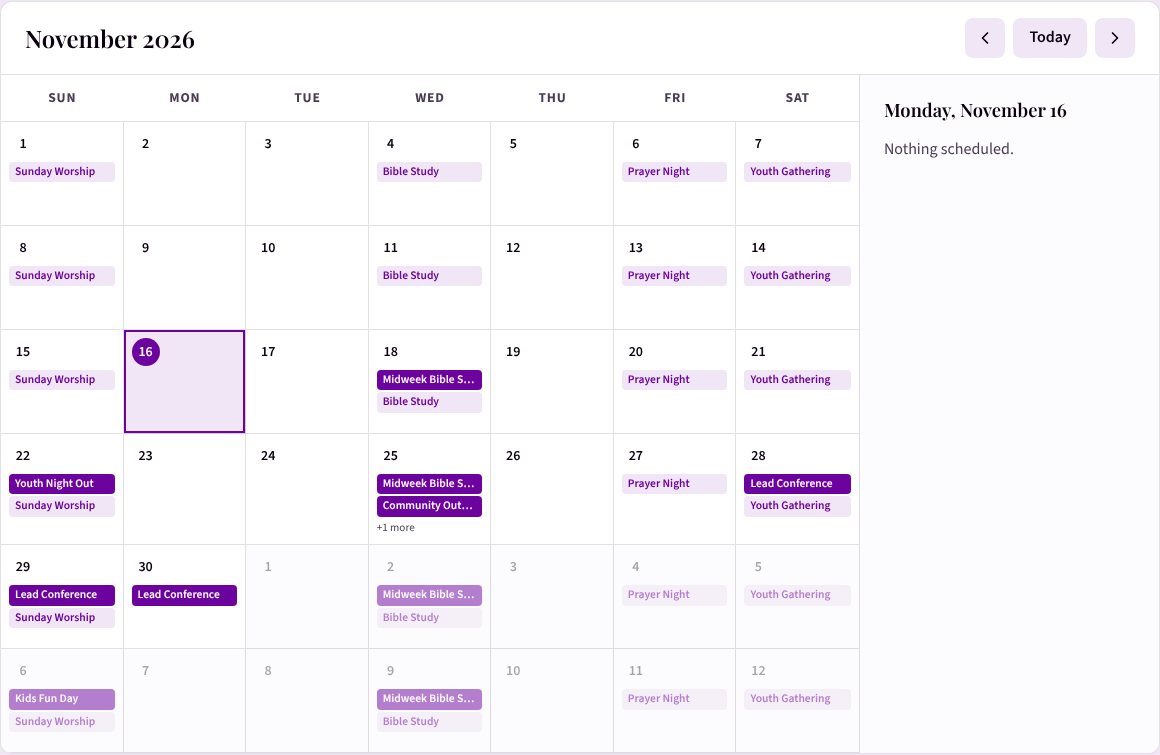 November 2026
Today
SUN MON TUE WED THU FRI SAT
1 2 3 4 5 6 7
Sunday Worship Bible Study Prayer Night Youth Gathering
8 9 10 11 12 13 14
Sunday Worship Bible Study Prayer Night Youth Gathering
15 16 17 18 19 20 21
Sunday Worship Midweek Bible S... Prayer Night Youth Gathering
Bible Study
22 23 24 25 26 27 28
Youth Night Out Midweek Bible S... Prayer Night Lead Conference
Sunday Worship Community Out... Youth Gathering
+1 more
29 30 1 2 3 4 5
Lead Conference Lead Conference Midweek Bible S... Prayer Night Youth Gathering
Sunday Worship Bible Study
6 7 8 9 10 11 12
Kids Fun Day Midweek Bible S... Prayer Night Youth Gathering
Sunday Worship Bible Study
Monday, November 16
Nothing scheduled.